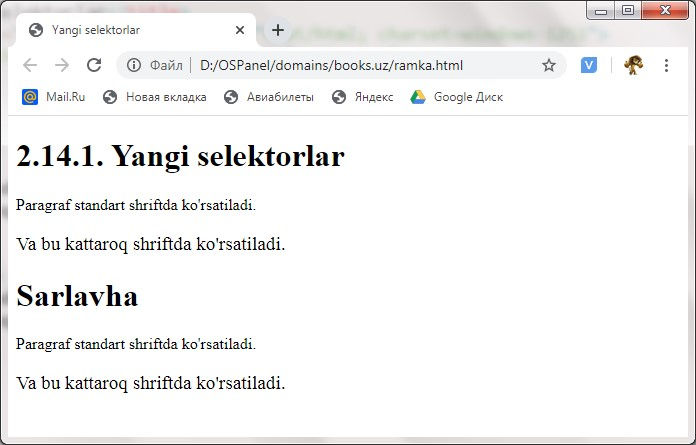 Yangi selektorlar
Файл D:/OSPanel/domains/books.uz/ramka.html
Mail.Ru Новая вкладка Авиабилеты Яндекс Google Диск
2.14.1. Yangi selektorlar
Paragraf standart shriftda ko'rsatiladi.
Va bu kattaroq shriftda ko'rsatiladi.
Sarlavha
Paragraf standart shriftda ko'rsatiladi.
Va bu kattaroq shriftda ko'rsatiladi.